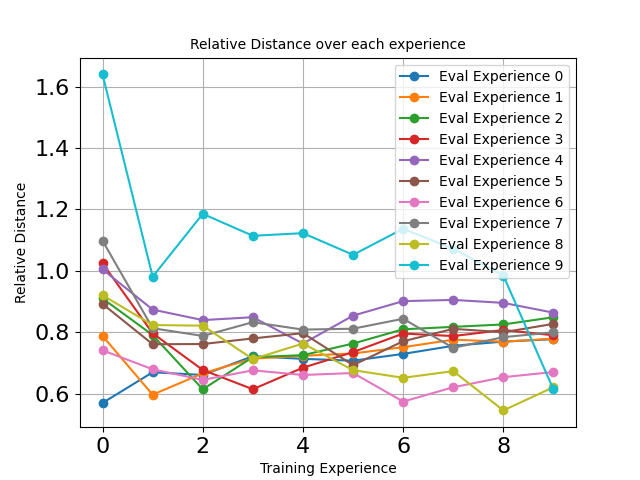 Relative Distance over each experience
Relative Distance
1.6
1.4
1.2
1.0
0.8
0.6
Eval Experience 0
Eval Experience 1
Eval Experience 2
Eval Experience 3
Eval Experience 4
Eval Experience 5
Eval Experience 6
Eval Experience 7
Eval Experience 8
Eval Experience 9
0 2 4 6 8
Training Experience